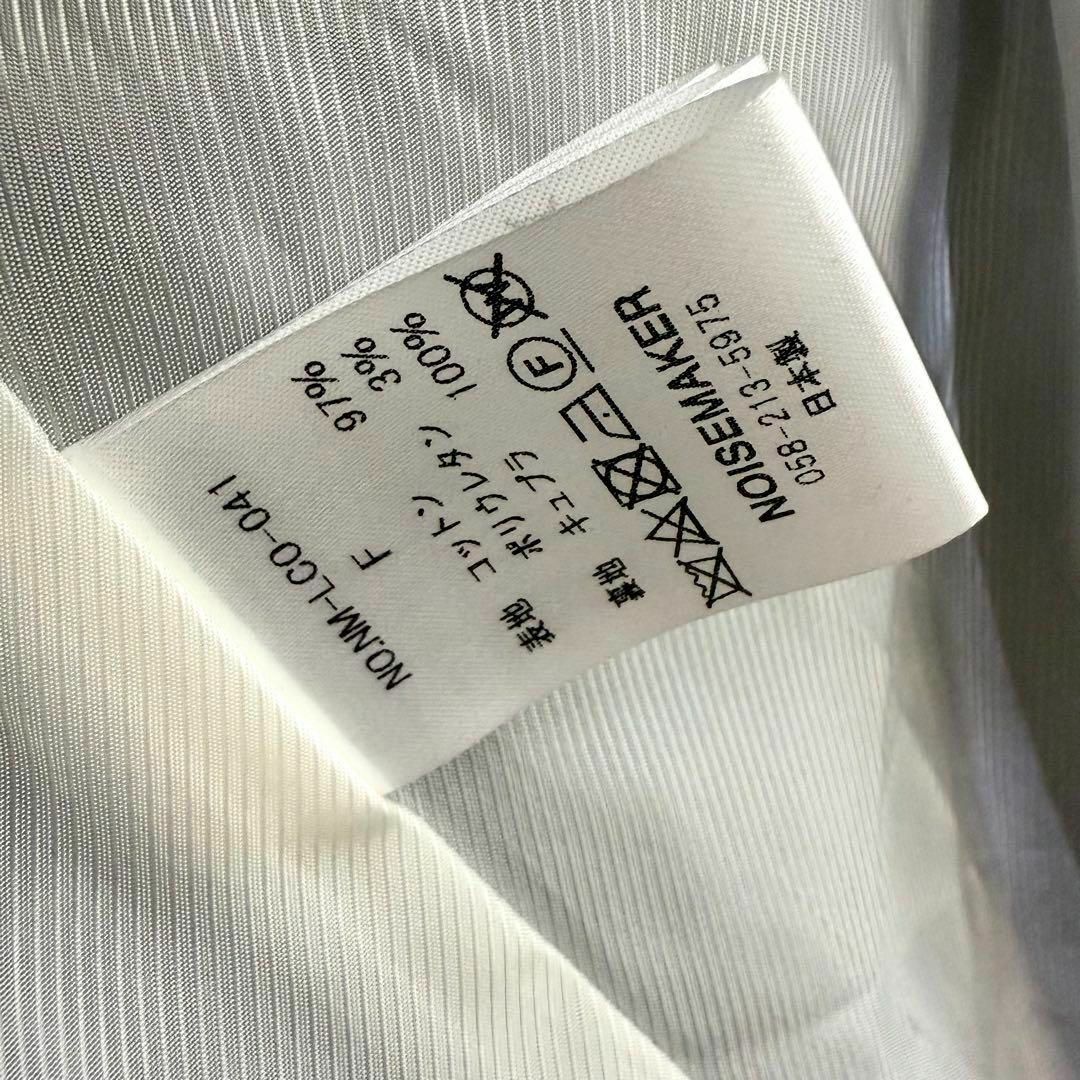 NO.NM-LCO-041
F
表地 コットン 97%
ポリウレタン 3%
裏地 キュプラ 100%
W
F
NOISEMAKER
058-213-5975
日本製